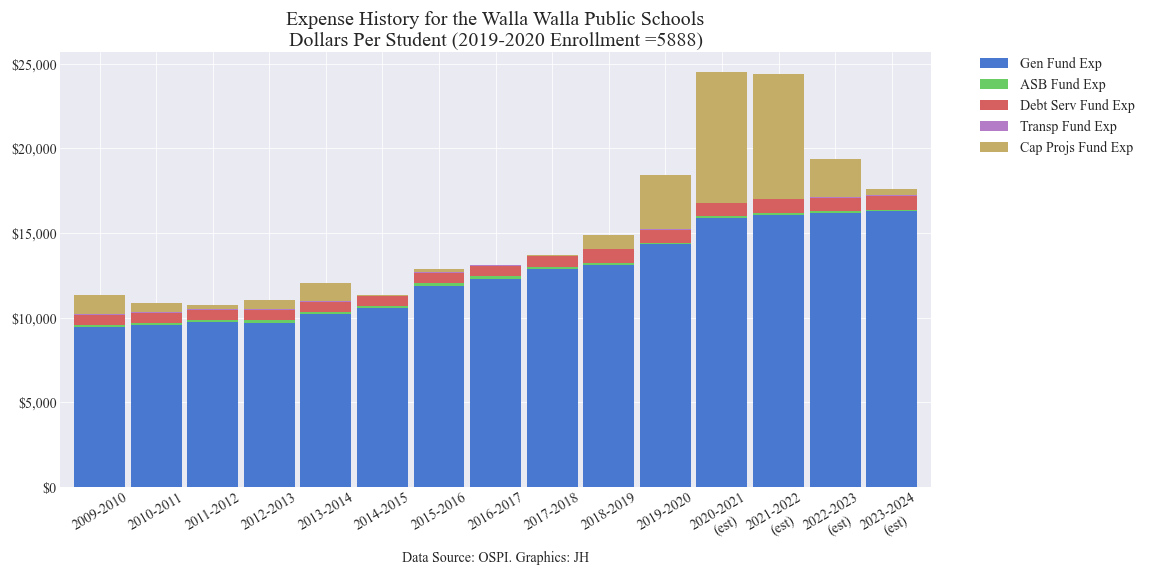 Expense History for the Walla Walla Public Schools
Dollars Per Student (2019-2020 Enrollment =5888)
$25,000
$20,000
$15,000
$10,000
$5,000
$0
2009-2010
2010-2011
2011-2012
2012-2013
2013-2014
2014-2015
2015-2016
2016-2017
2017-2018
2018-2019
2019-2020
2020-2021
(est)
2021-2022
(est)
2022-2023
(est)
2023-2024
(est)
Data Source: OSPI. Graphics: JH
Gen Fund Exp
ASB Fund Exp
Debt Serv Fund Exp
Transp Fund Exp
Cap Projs Fund Exp